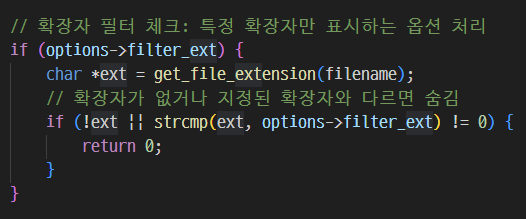 // 확장자 필터 체크: 특정 확장자만 표시하는 옵션 처리
if (options->filter_ext) {
    char *ext = get_file_extension(filename);
    // 확장자가 없거나 지정된 확장자와 다르면 숨김
    if (!ext || strcmp(ext, options->filter_ext) != 0) {
        return 0;
    }
}